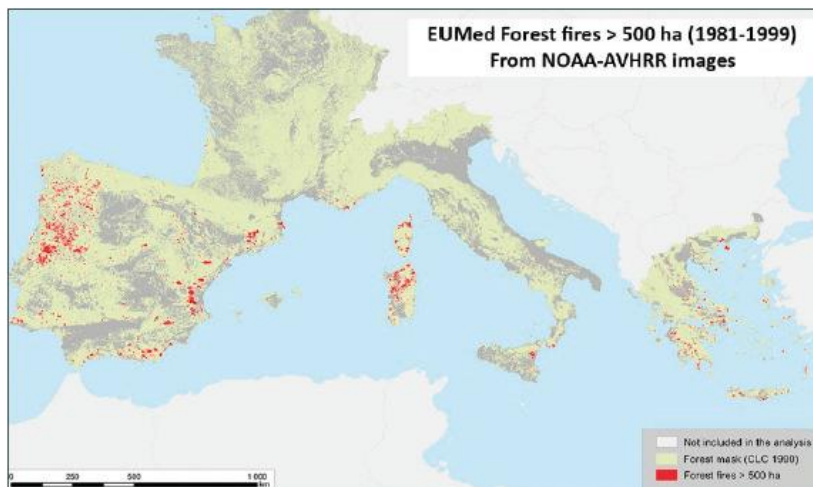 EUMed Forest fires > 500 ha (1981-1999)
From NOAA-AVHRR images
Not included in the analysis
Forest mask (CLC 1990)
Forest fires > 500 ha
0 250 500 1 000
km